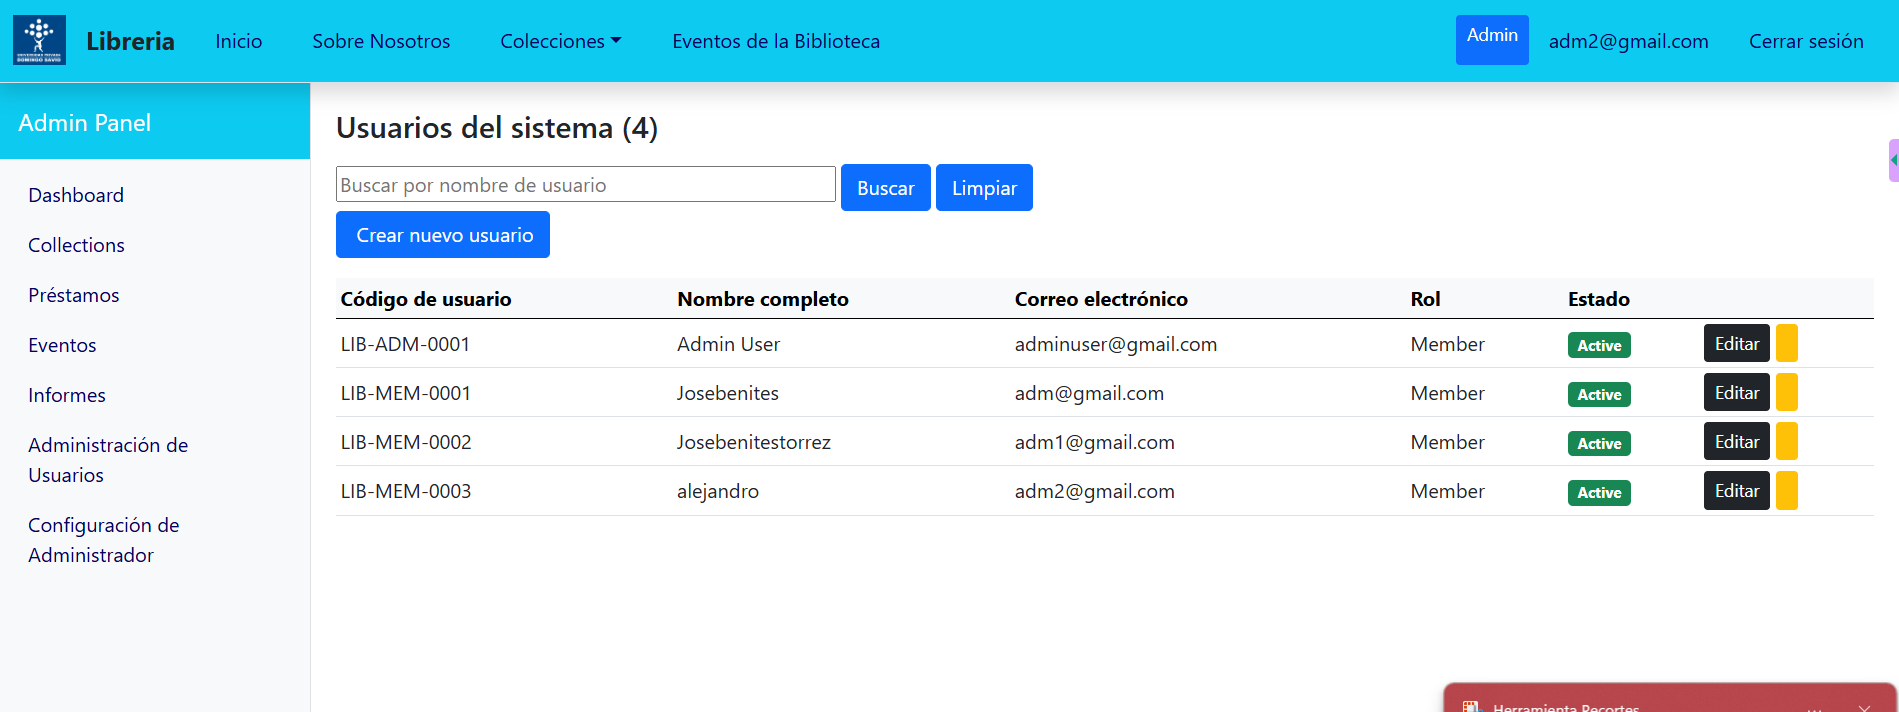 Libreria
Inicio
Sobre Nosotros
Colecciones
Eventos de la Biblioteca
Admin
adm2@gmail.com
Cerrar sesión
Admin Panel
Dashboard
Collections
Préstamos
Eventos
Informes
Administración de
Usuarios
Configuración de
Administrador
Usuarios del sistema (4)
Buscar por nombre de usuario
Buscar
Limpiar
Crear nuevo usuario
Código de usuario Nombre completo Correo electrónico Rol Estado
LIB-ADM-0001 Admin User adminuser@gmail.com Member Active Editar
LIB-MEM-0001 Josebenites adm@gmail.com Member Active Editar
LIB-MEM-0002 Josebenitestorrez adm1@gmail.com Member Active Editar
LIB-MEM-0003 alejandro adm2@gmail.com Member Active Editar
Herramienta Recortes